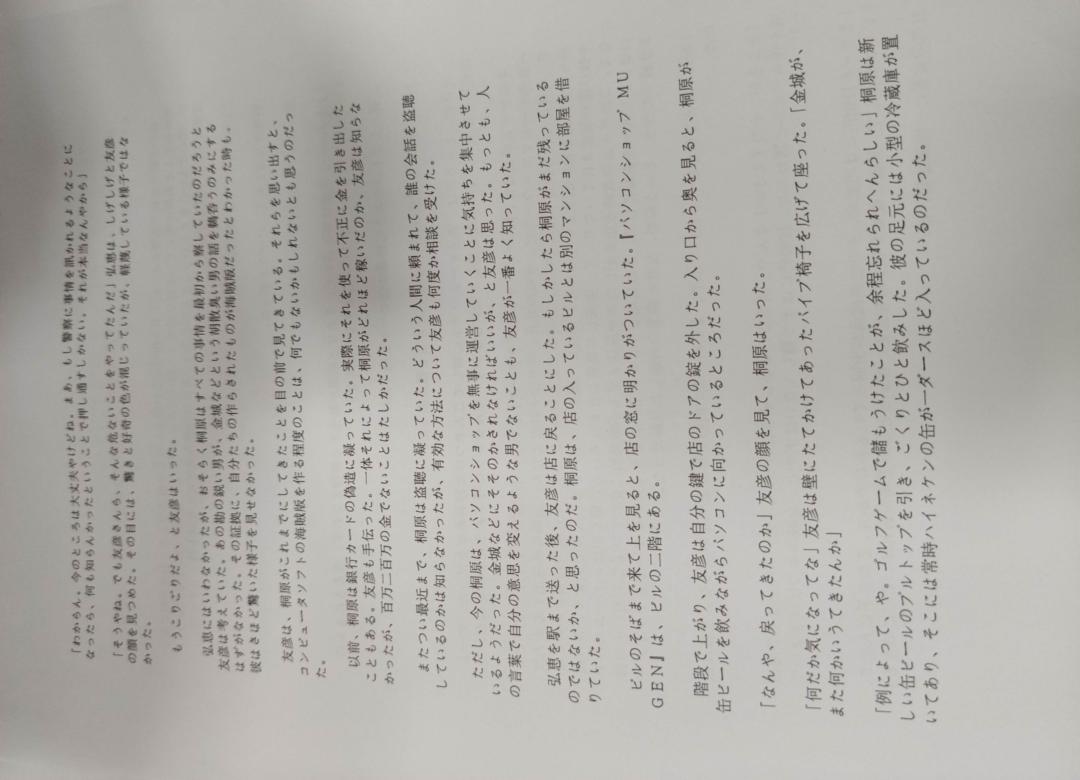 「わからん。今のところは大丈夫やけどね。まあ、もし警察に事情を訊かれるようなことに
なったら、何も知らんかったということで押し通すしかない。それが本当なんやから」
「そうやね。でも友彦さんら、そんな危ないことをやってたんだ」弘恵は、しげしげと友彦
の顔を見つめた。その目には、驚きと好奇の色が混じっていたが、軽蔑している様子ではな
かった。
もうこりごりだよ、と友彦はいった。
弘恵にはいわなかったが、おそらく桐原はすべての事情を最初から察していたのだろうと
友彦は考えていた。あの勘の鋭い男が、金城などという胡散臭い男の話を鵜呑うのみにする
はずがなかった。その証拠に、自分たちの作らされたものが海賊版だったとわかった時も、
彼はさほど驚いた様子を見せなかった。
友彦は、桐原がこれまでにしてきたことを目の前で見てきている。それらを思い出すと、
コンピュータソフトの海賊版を作る程度のことは、何でもないかもしれないとも思うのだっ
た。
以前、桐原は銀行カードの偽造に凝っていた。実際にそれを使って不正に金を引き出した
こともある。友彦も手伝った。一体それによって桐原がどれほど稼いだのか、友彦は知らな
かったが、百万二百万の金でないことはたしかだった。
またつい最近まで、桐原は盗聴に凝っていた。どういう人間に頼まれて、誰の会話を盗聴
しているのかは知らなかったが、有効な方法について友彦も何度か相談を受けた。
ただし、今の桐原は、パソコンショップを無事に運営していくことに気持ちを集中させて
いるようだった。金城などにそそのかされなければいいが、と友彦は思った。もっとも、人
の言葉で自分の意思を変えるような男でないことも、友彦が一番よく知っていた。
弘恵を駅まで送った後、友彦は店に戻ることにした。もしかしたら桐原がまだ残っている
のではないか、と思ったのだ。桐原は、店の入っているビルとは別のマンションに部屋を借
りていた。
ビルのそばまで来て上を見ると、店の窓に明かりがついていた。『パソコンショップ MU
GEN』は、ビルの二階にある。
階段で上がり、友彦は自分の鍵で店のドアの錠を外した。入り口から奥を見ると、桐原が
缶ビールを飲みながらパソコンに向かっているところだった。
「なんや、戻ってきたのか」友彦の顔を見て、桐原はいった。
「何だか気になってな」友彦は壁にたてかけてあったパイプ椅子を広げて座った。「金城が、
また何かいうてきたんか」
「例によって、や。ゴルフゲームで儲もうけたことが、余程忘れられへんらしい」桐原は新
しい缶ビールのプルトップを引き、ごくりとひと飲みした。彼の足元には小型の冷蔵庫が置
いてあり、そこには常時ハイネケンの缶が一ダースほど入っているのだった。